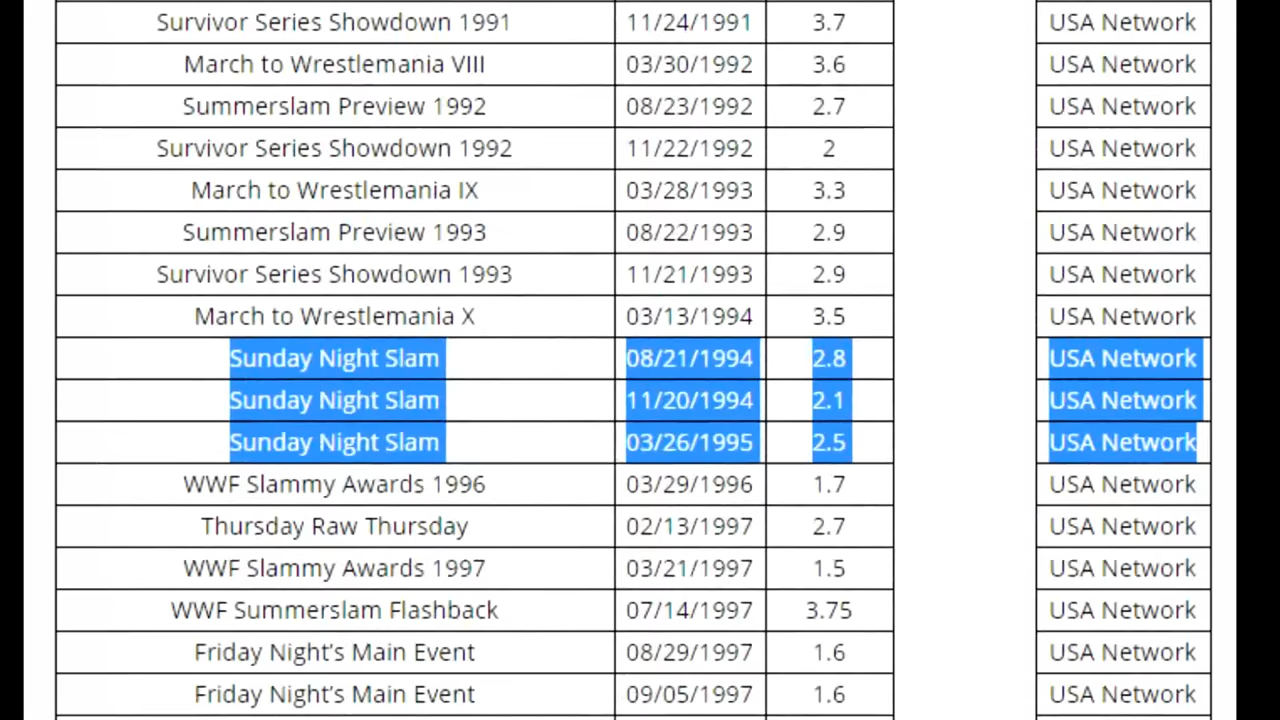 Survivor Series Showdown 1991 11/24/1991 3.7 USA Network
March to Wrestlemania VIII 03/30/1992 3.6 USA Network
Summerslam Preview 1992 08/23/1992 2.7 USA Network
Survivor Series Showdown 1992 11/22/1992 2 USA Network
March to Wrestlemania IX 03/28/1993 3.3 USA Network
Summerslam Preview 1993 08/22/1993 2.9 USA Network
Survivor Series Showdown 1993 11/21/1993 2.9 USA Network
March to Wrestlemania X 03/13/1994 3.5 USA Network
Sunday Night Slam 08/21/1994 2.8 USA Network
Sunday Night Slam 11/20/1994 2.1 USA Network
Sunday Night Slam 03/26/1995 2.5 USA Network
WWF Slammy Awards 1996 03/29/1996 1.7 USA Network
Thursday Raw Thursday 02/13/1997 2.7 USA Network
WWF Slammy Awards 1997 03/21/1997 1.5 USA Network
WWF Summerslam Flashback 07/14/1997 3.75 USA Network
Friday Night's Main Event 08/29/1997 1.6 USA Network
Friday Night's Main Event 09/05/1997 1.6 USA Network